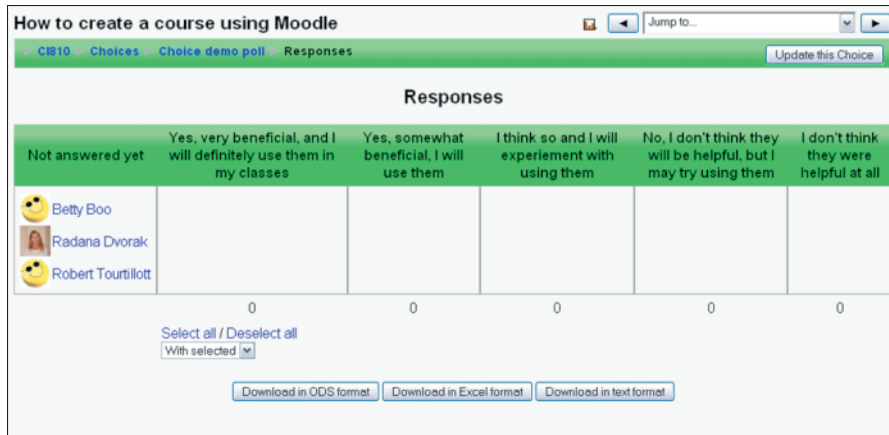 How to create a course using Moodle
Jump to...
CI810 Choices Choice demo poll Responses
Update this Choice
Responses
Not answered yet
Yes, very beneficial, and I
will definitely use them in
my classes
Yes, somewhat
beneficial, I will
use them
I think so and I will
experiement with
using them
No, I don't think they
will be helpful, but I
may try using them
I don't think
they were
helpful at all
Betty Boo
Radana Dvorak
Robert Tourtillott
0 0 0 0 0
Select all / Deselect all
With selected
Download in ODS format Download in Excel format Download in text format